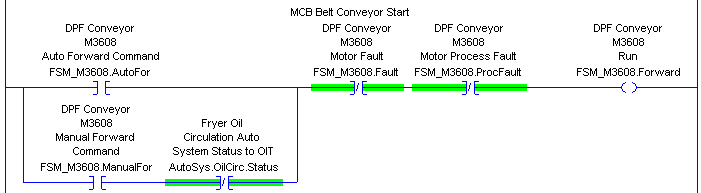 MCB Belt Conveyor Start
DPF Conveyor
M3608
Auto Forward Command
FSM_M3608.AutoFor
DPF Conveyor
M3608
Motor Fault
FSM_M3608.Fault
DPF Conveyor
M3608
Motor Process Fault
FSM_M3608.ProcFault
DPF Conveyor
M3608
Run
FSM_M3608.Forward
DPF Conveyor
M3608
Manual Forward
Command
FSM_M3608.ManualFor
Fryer Oil
Circulation Auto
System Status to OIT
AutoSys.OilCirc.Status